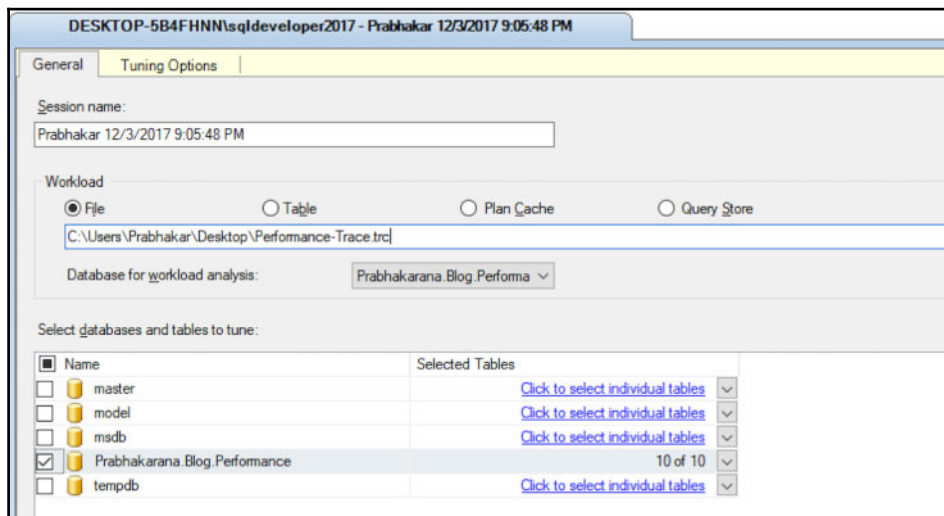 DESKTOP-5B4FHNN\sqldeveloper2017 - Prabhakar 12/3/2017 9:05:48 PM
General Tuning Options
Session name:
Prabhakar 12/3/2017 9:05:48 PM
Workload
File Table Plan Cache Query Store
C:\Users\Prabhakar\Desktop\Performance-Trace.trc
Database for workload analysis: Prabhakarana.Blog.Performa
Select databases and tables to tune:
Name Selected Tables
master Click to select individual tables
model Click to select individual tables
msdb Click to select individual tables
Prabhakarana.Blog.Performance 10 of 10
tempdb Click to select individual tables